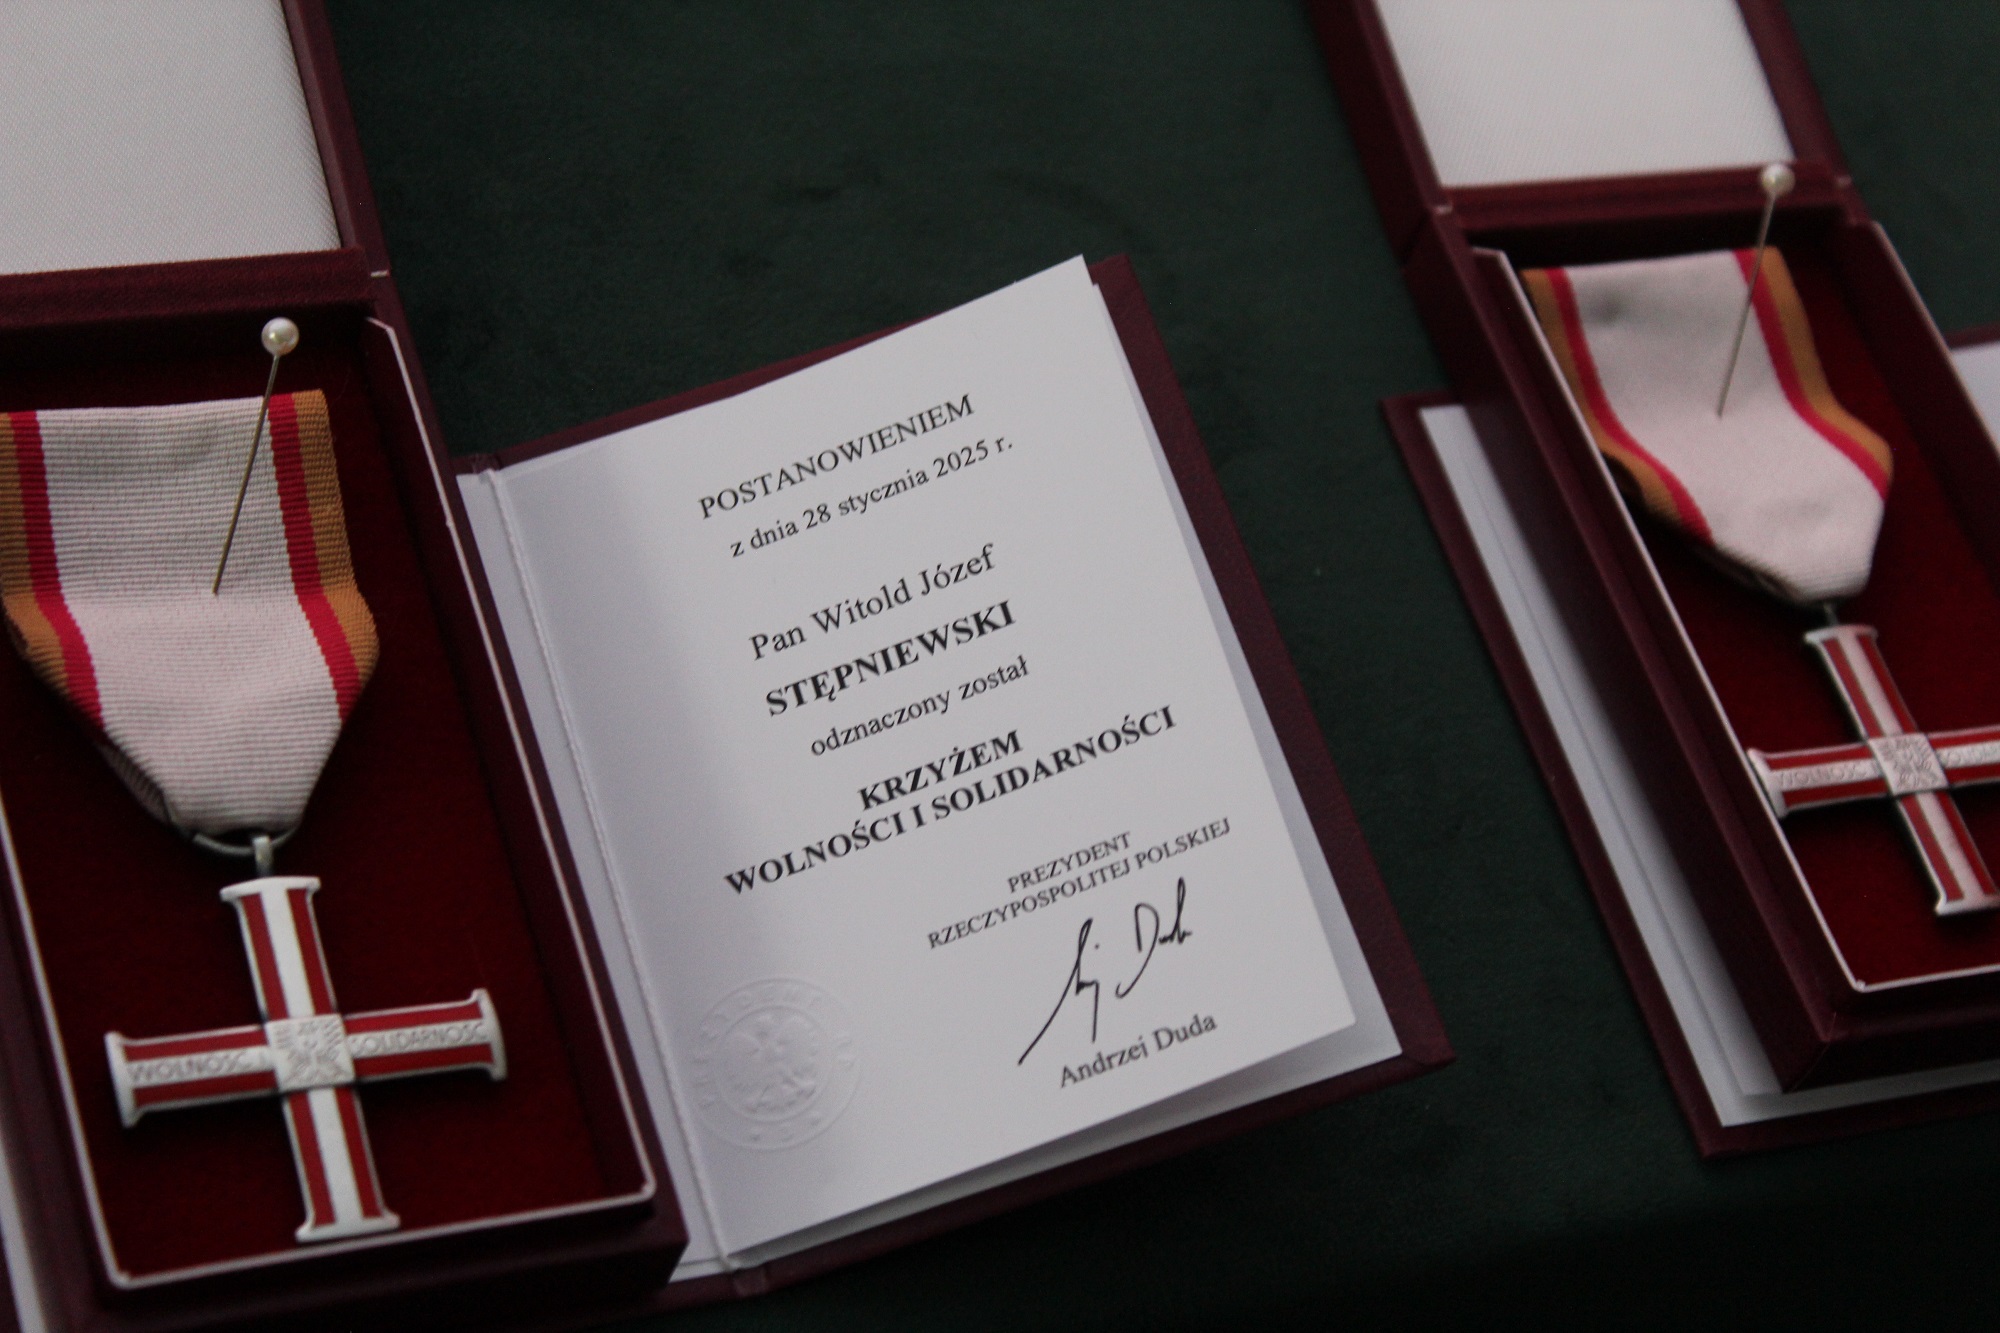 POSTANOWIENIEM
z dnia 28 stycznia 2025 r.
Pan Witold Józef
STĘPNIEWSKI
odznaczony został
KRZYŻEM
WOLNOŚCI I SOLIDARNOŚCI
PREZYDENT
RZECZYPOSPOLITEJ POLSKIEJ
Andrzej Duda
WOLNOŚĆ I SOLIDARNOŚĆ
WOLNOŚĆ